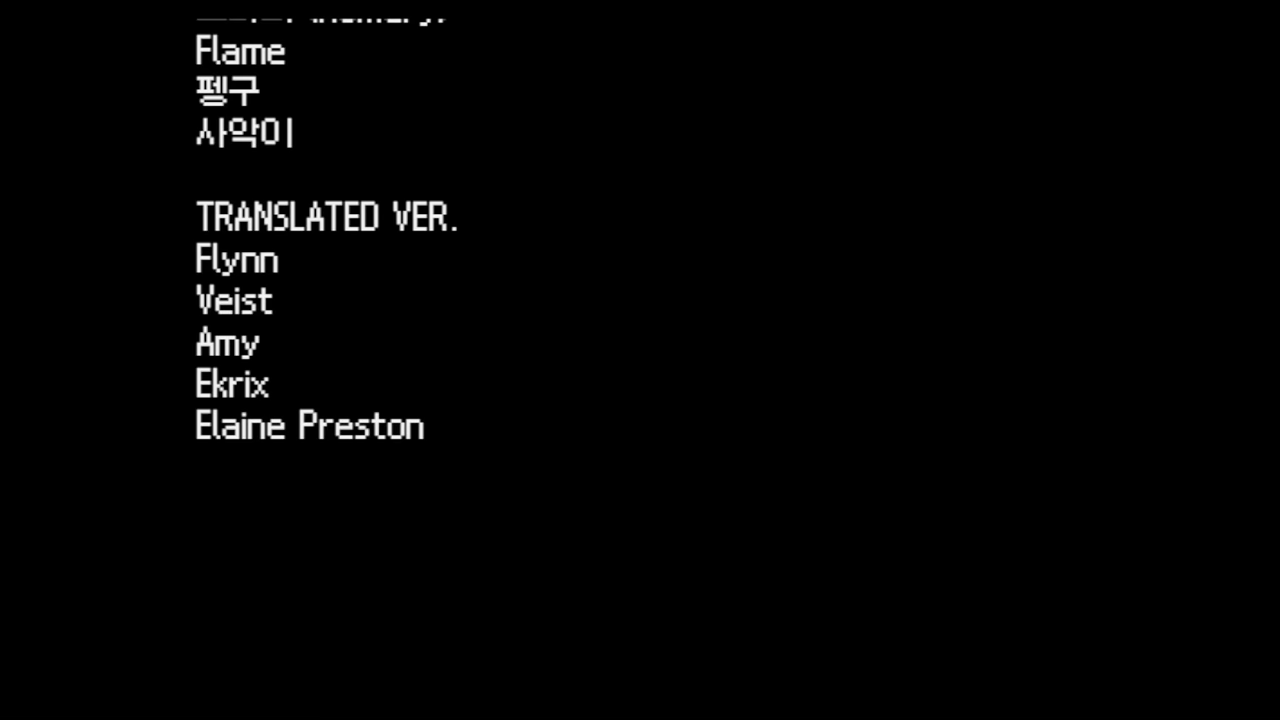 Flame
펭구
사악이
TRANSLATED VER.
Flynn
Veist
Amy
Ekrix
Elaine Preston